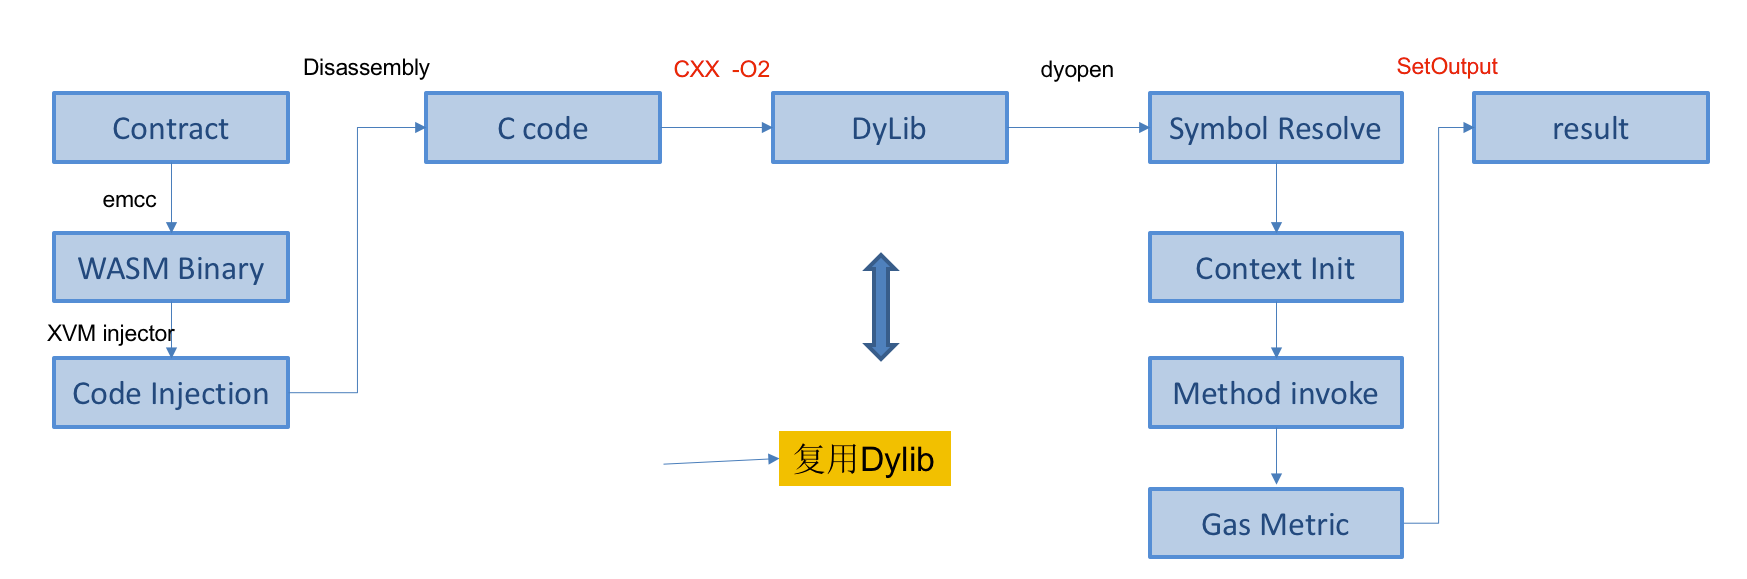 Disassembly
CXX -O2
dyopen
SetOutput
Contract
C code
DyLib
Symbol Resolve
result
emcc
WASM Binary
Context Init
XVM injector
Code Injection
Method invoke
复用Dylib
Gas Metric